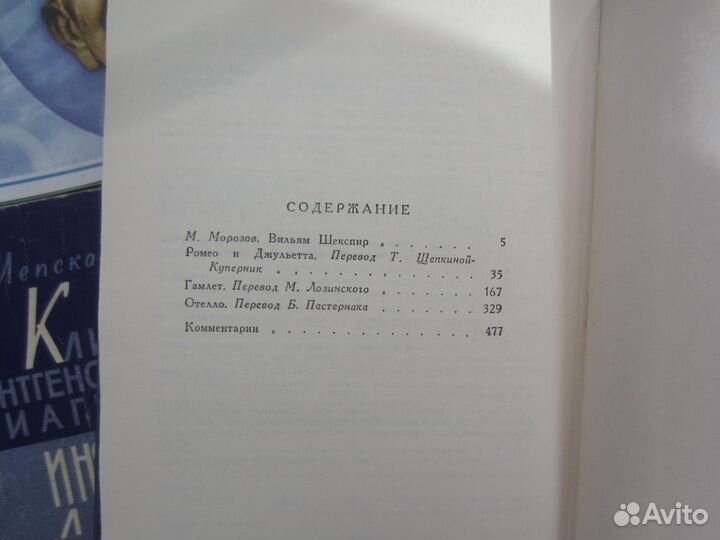 СОДЕРЖАНИЕ
М. Морозов. Вильям Шекспир . . . . . . . 5
Ромео и Джульетта. Перевод Т. Щепкиной-
Куперник . . . . . . . . . . . 35
Гамлет. Перевод М. Лозинского . . . . . . 167
Отелло. Перевод Б. Пастернака . . . . . . 329
Комментарии . . . . . . . . . . . . 477
Avito